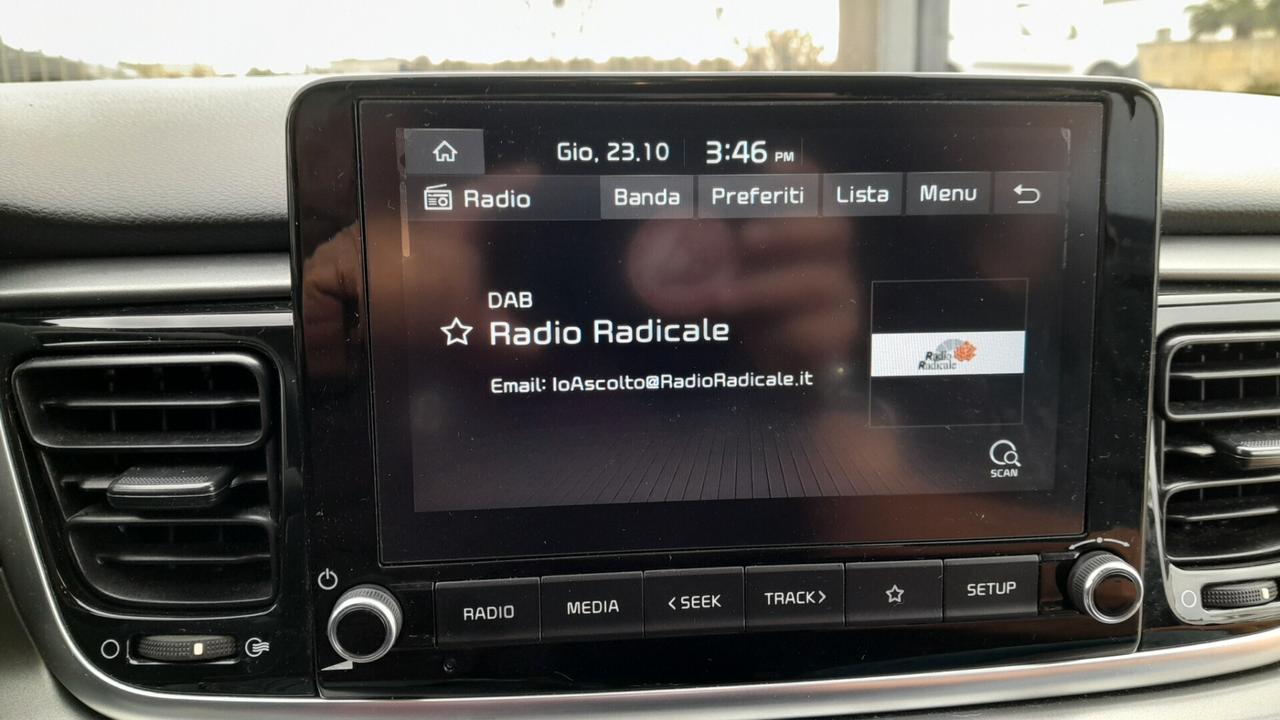 Gio, 23.10 3:46 PM
Radio Banda Preferiti Lista Menu
DAB
Radio Radicale
Email: IoAscolto@RadioRadicale.it
Radio
Radicale
SCAN
RADIO MEDIA <SEEK TRACK> SETUP